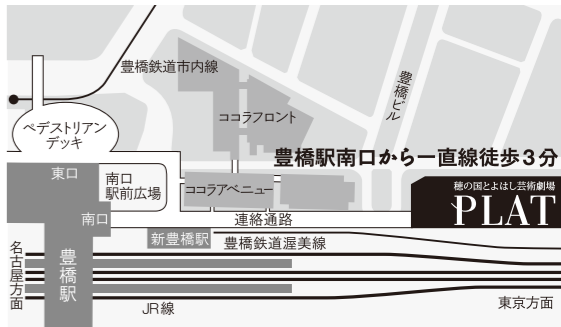 豊橋鉄道市内線
豊橋ビル
ペデストリアン
デッキ
ココラフロント
豊橋駅南口から一直線徒歩3分
東口
南口
駅前広場
ココラアベニュー
穂の国とよはし芸術劇場
PLAT
南口
連絡通路
新豊橋駅
豊橋鉄道渥美線
名古屋方面
豊橋駅
JR線
東京方面